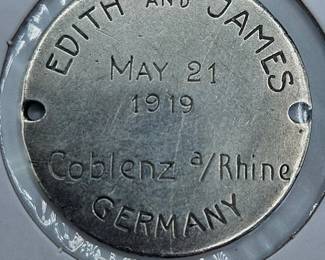 EDITH AND JAMES
MAY 21
1919
Coblenz a/Rhine
GERMANY